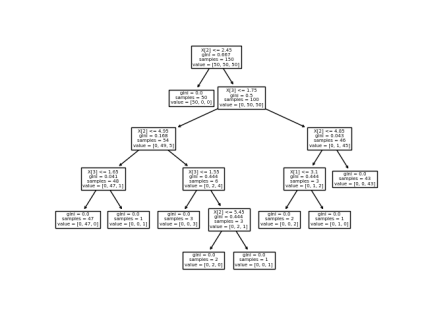 X[2] <= 2.45
gini = 0.667
samples = 150
value = [50, 50, 50]
gini = 0.0
samples = 50
value = [50, 0, 0]
X[3] <= 1.75
gini = 0.5
samples = 100
value = [0, 50, 50]
X[2] <= 4.95
gini = 0.168
samples = 54
value = [0, 49, 5]
X[2] <= 4.85
gini = 0.043
samples = 46
value = [0, 1, 45]
X[3] <= 1.65
gini = 0.041
samples = 48
value = [0, 47, 1]
X[3] <= 1.55
gini = 0.444
samples = 6
value = [0, 2, 4]
X[1] <= 3.1
gini = 0.444
samples = 3
value = [0, 1, 2]
gini = 0.0
samples = 43
value = [0, 0, 43]
gini = 0.0
samples = 47
value = [0, 47, 0]
gini = 0.0
samples = 1
value = [0, 0, 1]
gini = 0.0
samples = 3
value = [0, 0, 3]
X[2] <= 5.45
gini = 0.444
samples = 3
value = [0, 2, 1]
gini = 0.0
samples = 2
value = [0, 0, 2]
gini = 0.0
samples = 1
value = [0, 1, 0]
gini = 0.0
samples = 2
value = [0, 2, 0]
gini = 0.0
samples = 1
value = [0, 0, 1]